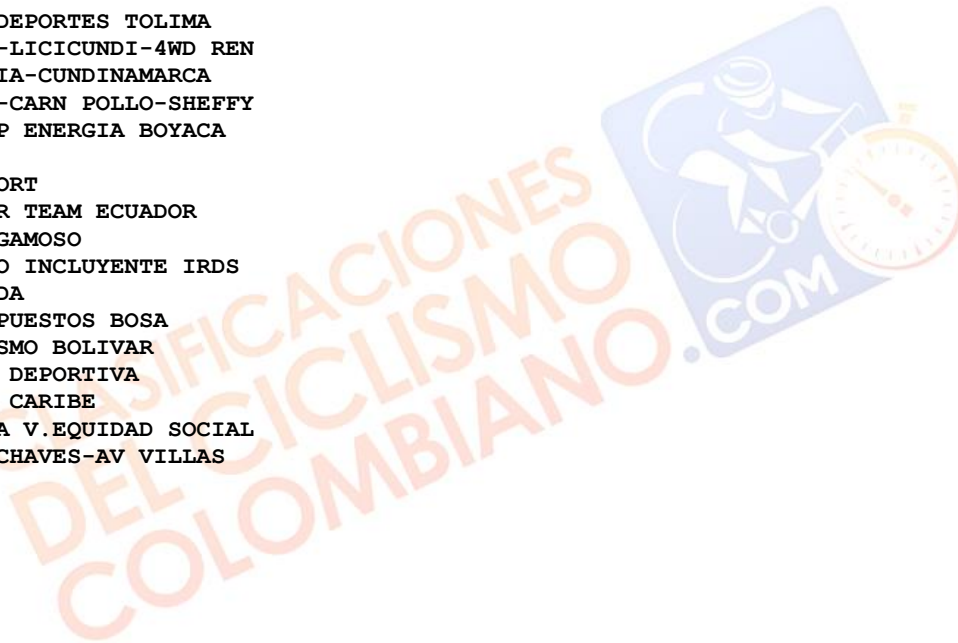 DEPORTES TOLIMA
-LICICUNDI-4WD REN
IA-CUNDINAMARCA
-CARN POLLO-SHEFFY
P ENERGIA BOYACA
ORT
R TEAM ECUADOR
GAMOSO
O INCLUYENTE IRDS
DA
PUESTOS BOSA
SMO BOLIVAR
DEPORTIVA
CARIBE
A V.EQUIDAD SOCIAL
CHAVES-AV VILLAS
CLASIFICACIONES
DEL CICLISMO
COLOMBIANO.COM